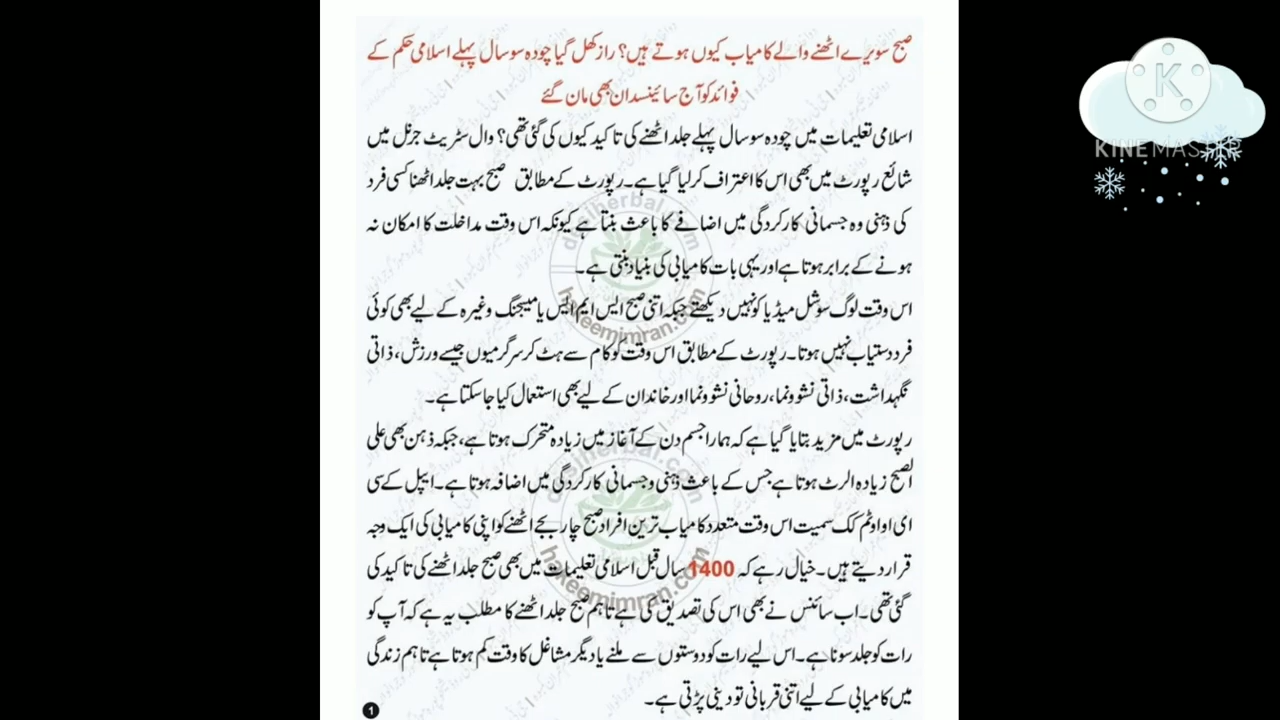 صبح سویرے اٹھنے والے کامیاب کیوں ہوتے ہیں؟ راز کھل گیا چودہ سو سال پہلے اسلامی حکم کے
فوائد کو آج سائینسدان بھی مان گئے
اسلامی تعلیمات میں چودہ سو سال پہلے جلد اٹھنے کی تاکید کیوں کی گئی تھی؟ وال سٹریٹ جرنل میں
شائع رپورٹ میں بھی اس کا اعتراف کرلیا گیا ہے۔ رپورٹ کے مطابق صبح بہت جلد اٹھنا کسی فرد
کی ذہنی وہ جسمانی کارکردگی میں اضافے کا باعث بنتا ہے کیونکہ اس وقت مداخلت کا امکان نہ
ہونے کے برابر ہوتا ہے اور یہی بات کامیابی کی بنیاد بنتی ہے۔
اس وقت لوگ سوشل میڈیا کو نہیں دیکھتے جبکہ اتنی صبح ایس ایم ایس یا میسجنگ وغیرہ کے لیے بھی کوئی
فرد دستیاب نہیں ہوتا۔ رپورٹ کے مطابق اس وقت کو کام سے ہٹ کر سرگرمیوں جیسے ورزش، ذاتی
نگہداشت، ذاتی نشوونما، روحانی نشوونما اور خاندان کے لیے بھی استعمال کیا جاسکتا ہے۔
رپورٹ میں مزید بتایا گیا ہے کہ ہمارا جسم دن کے آغاز میں زیادہ متحرک ہوتا ہے، جبکہ ذہن بھی علی
الصبح زیادہ الرٹ ہوتا ہے جس کے باعث ذہنی و جسمانی کارکردگی میں اضافہ ہوتا ہے۔ ایپل کے سی
ای او اوٹم کک سمیت اس وقت متعدد کامیاب ترین افراد صبح چار بجے اٹھنے کو اپنی کامیابی کی ایک وجہ
قرار دیتے ہیں۔ خیال رہے کہ 1400 سال قبل اسلامی تعلیمات میں بھی صبح جلد اٹھنے کی تاکید کی
گئی تھی۔ اب سائنس نے بھی اس کی تصدیق کی ہے تاہم صبح جلد اٹھنے کا مطلب یہ ہے کہ آپ کو
رات کو جلد سونا ہے۔ اس لیے رات کو دوستوں سے ملنے یا دیگر مشاغل کا وقت کم ہوتا ہے تاہم زندگی
میں کامیابی کے لیے اتنی قربانی تو دینی پڑتی ہے۔
1
K
KINEMASTER
desiherbal.com
hakeemimran.com
desiherbal.com
hakeemimran.com